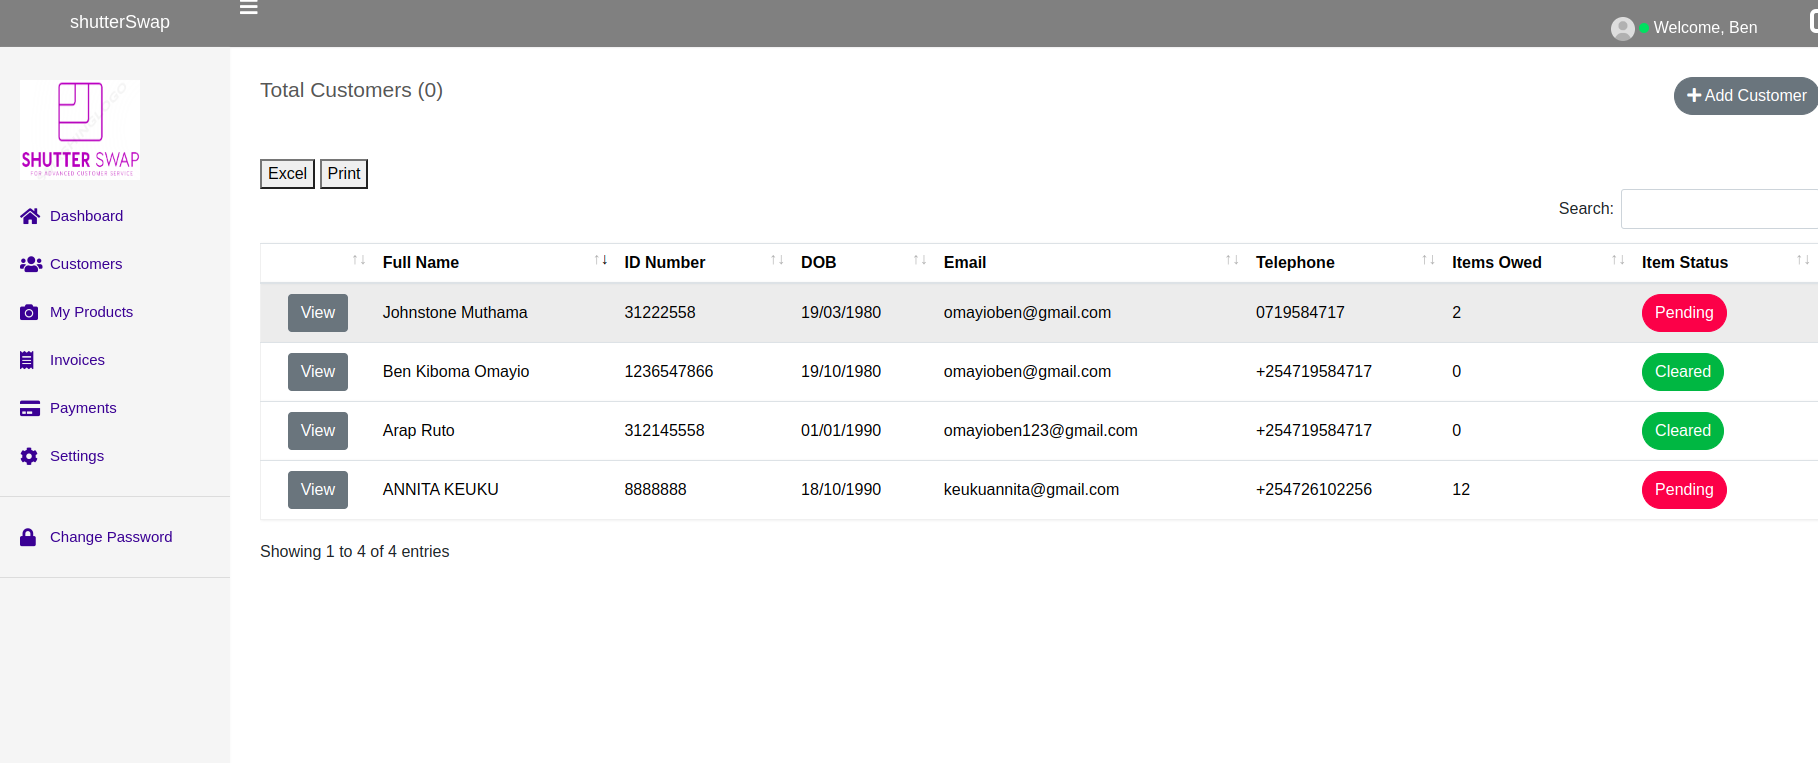 shutterSwap
Welcome, Ben
SHUTTER SWAP
FOR ADVANCED CUSTOMER SERVICE
Dashboard
Customers
My Products
Invoices
Payments
Settings
Change Password
Total Customers (0)
Add Customer
Excel Print
Search:
Full Name ID Number DOB Email Telephone Items Owed Item Status
View Johnstone Muthama 31222558 19/03/1980 omayioben@gmail.com 0719584717 2 Pending
View Ben Kiboma Omayio 1236547866 19/10/1980 omayioben@gmail.com +254719584717 0 Cleared
View Arap Ruto 312145558 01/01/1990 omayioben123@gmail.com +254719584717 0 Cleared
View ANNITA KEUKU 8888888 18/10/1990 keukuannita@gmail.com +254726102256 12 Pending
Showing 1 to 4 of 4 entries